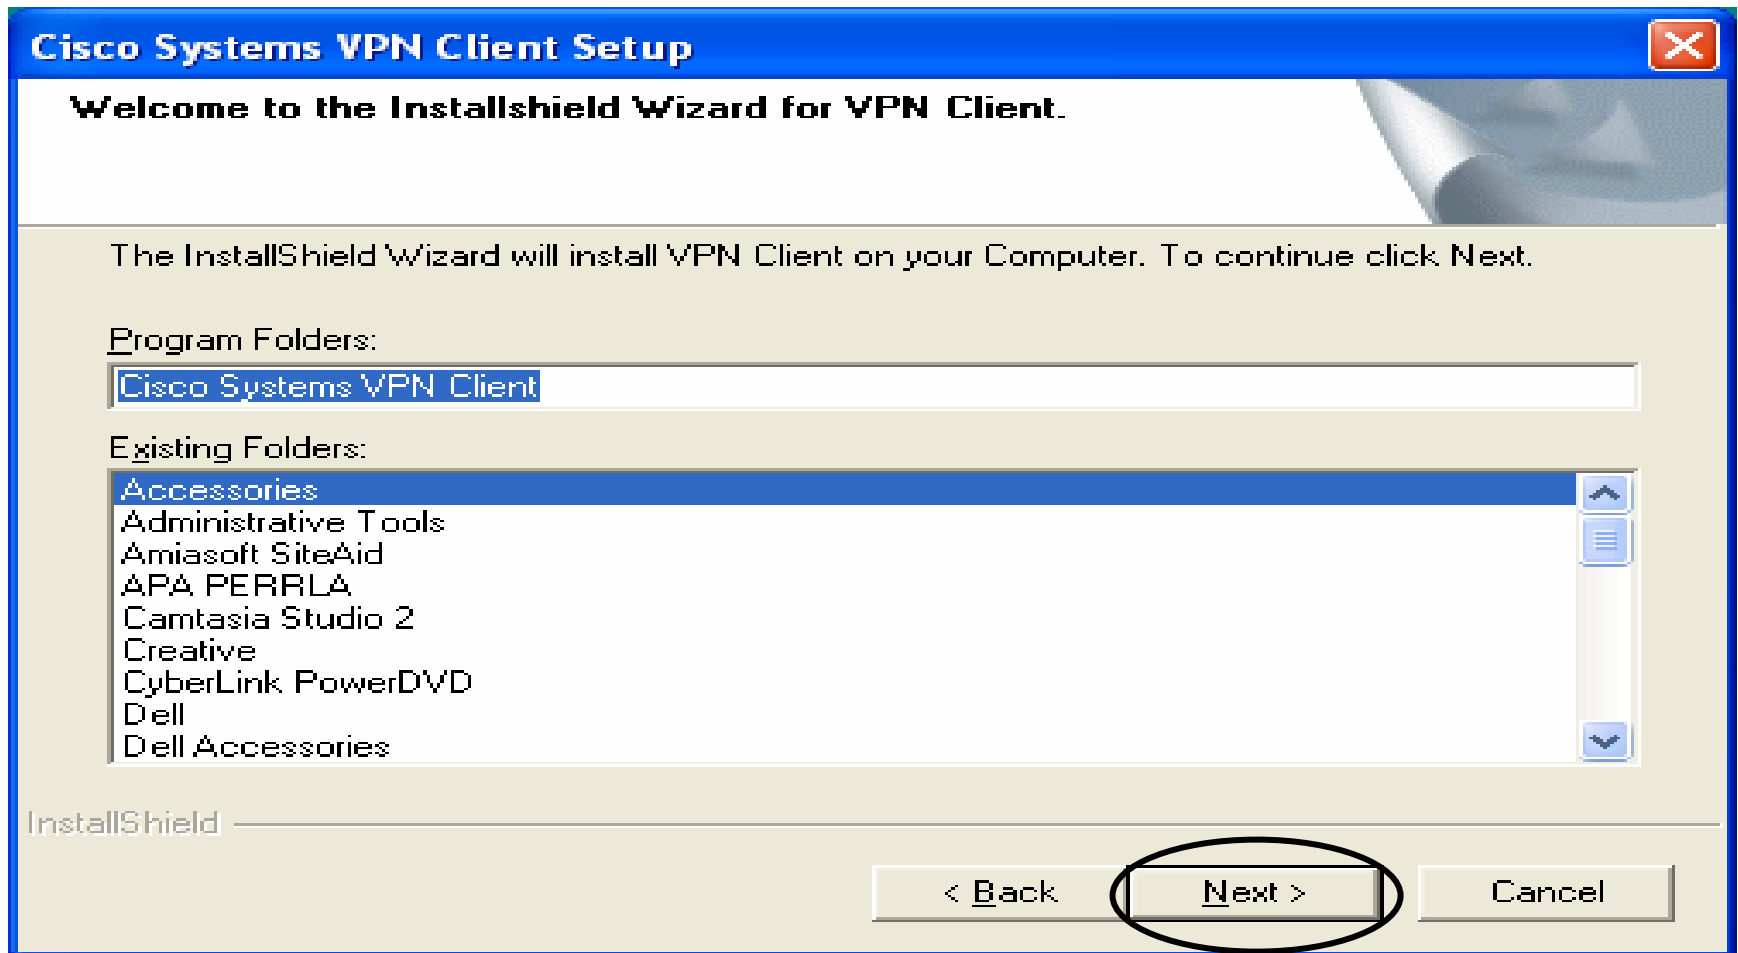 Cisco Systems VPN Client Setup
Welcome to the Installshield Wizard for VPN Client.
The InstallShield Wizard will install VPN Client on your Computer. To continue click Next.
Program Folders:
Cisco Systems VPN Client
Existing Folders:
Accessories
Administrative Tools
Amiasoft SiteAid
APA PERRLA
Camtasia Studio 2
Creative
CyberLink PowerDVD
Dell
Dell Accessories
InstallShield
< Back Next > Cancel